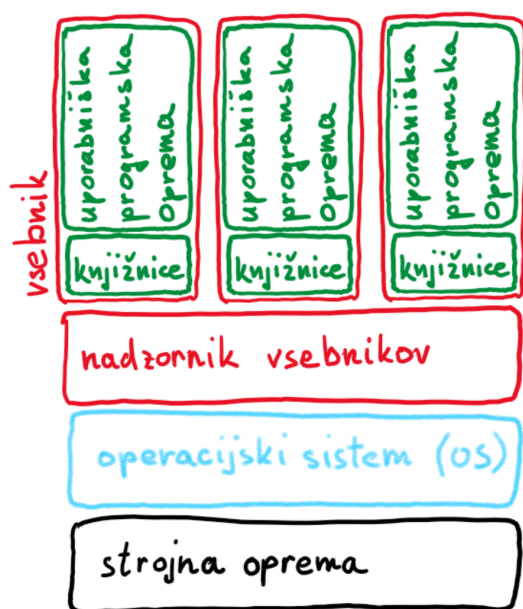 vsebnik
uporabniška
programska
oprema
knjižnice
uporabniška
programska
oprema
knjižnice
uporabniška
programska
oprema
knjižnice
nadzornik vsebnikov
operacijski sistem (OS)
strojna oprema